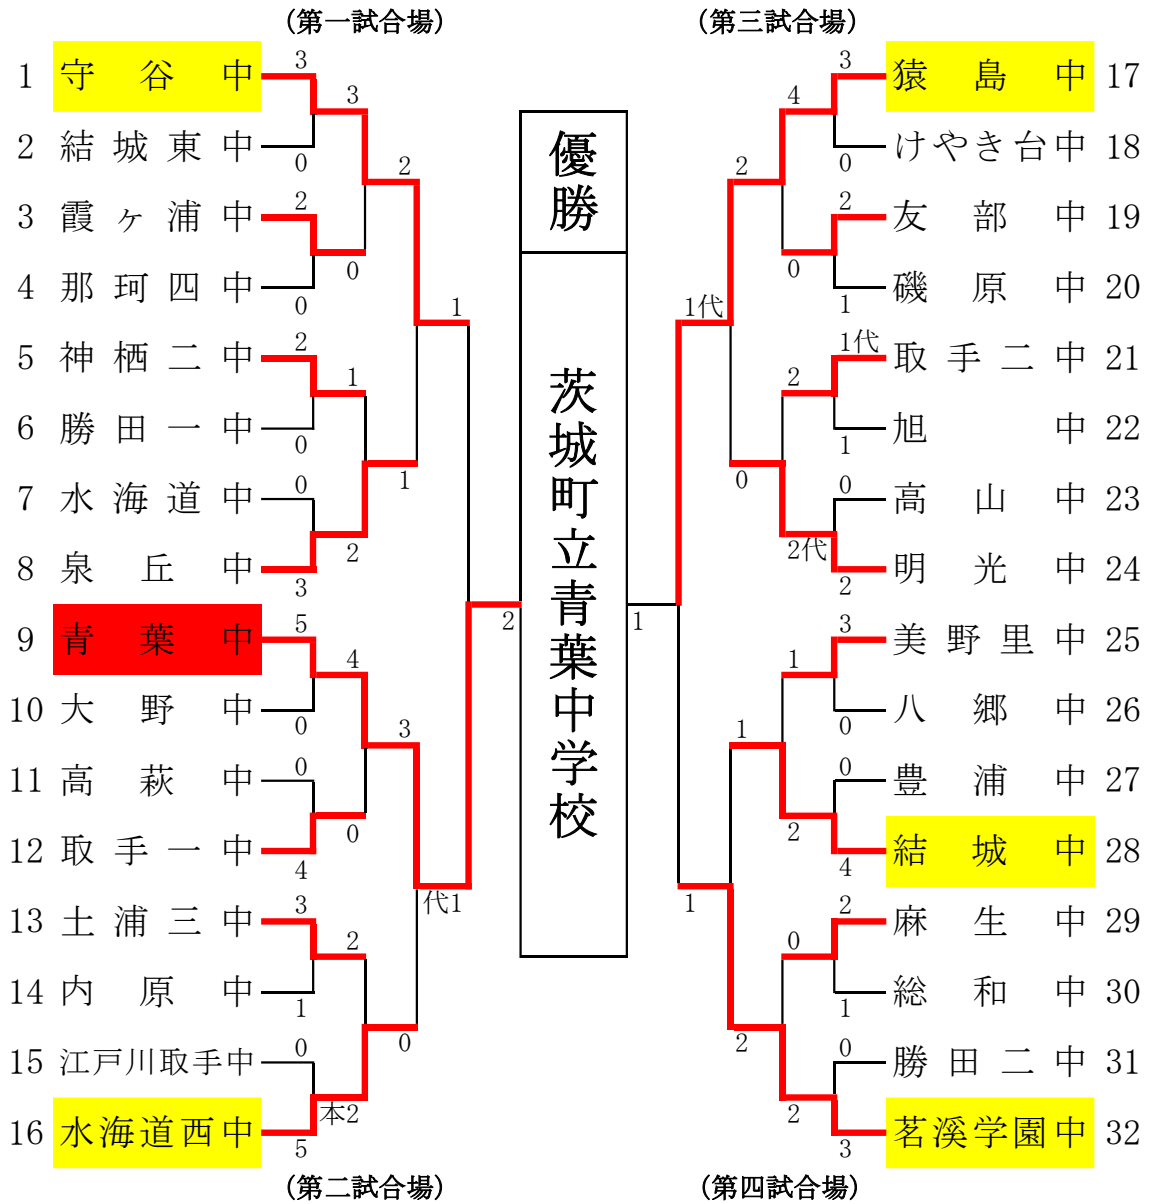 (第一試合場)
(第三試合場)
1 守谷中 3
2 結城東中 0
3
3 霞ヶ浦中 2
4 那珂四中 0
0
2
5 神栖二中 2
6 勝田一中 0
1
7 水海道中 0
8 泉丘中 3
2
1
1
9 青葉中 5
10 大野中 0
4
11 高萩中 0
12 取手一中 4
0
3
13 土浦三中 3
14 内原中 1
2
15 江戸川取手中 0
16 水海道西中 5
本2
0
代1
2
優勝
茨城町立青葉中学校
1
3 猿島中 17
0 けやき台中 18
4
2 友部中 19
1 磯原中 20
0
2
1代 取手二中 21
1 旭中 22
2
0 高山中 23
2 明光中 24
2代
0
1代
3 美野里中 25
0 八郷中 26
1
0 豊浦中 27
4 結城中 28
2
1
2 麻生中 29
1 総和中 30
0
0 勝田二中 31
3 茗溪学園中 32
2
2
1
(第二試合場)
(第四試合場)